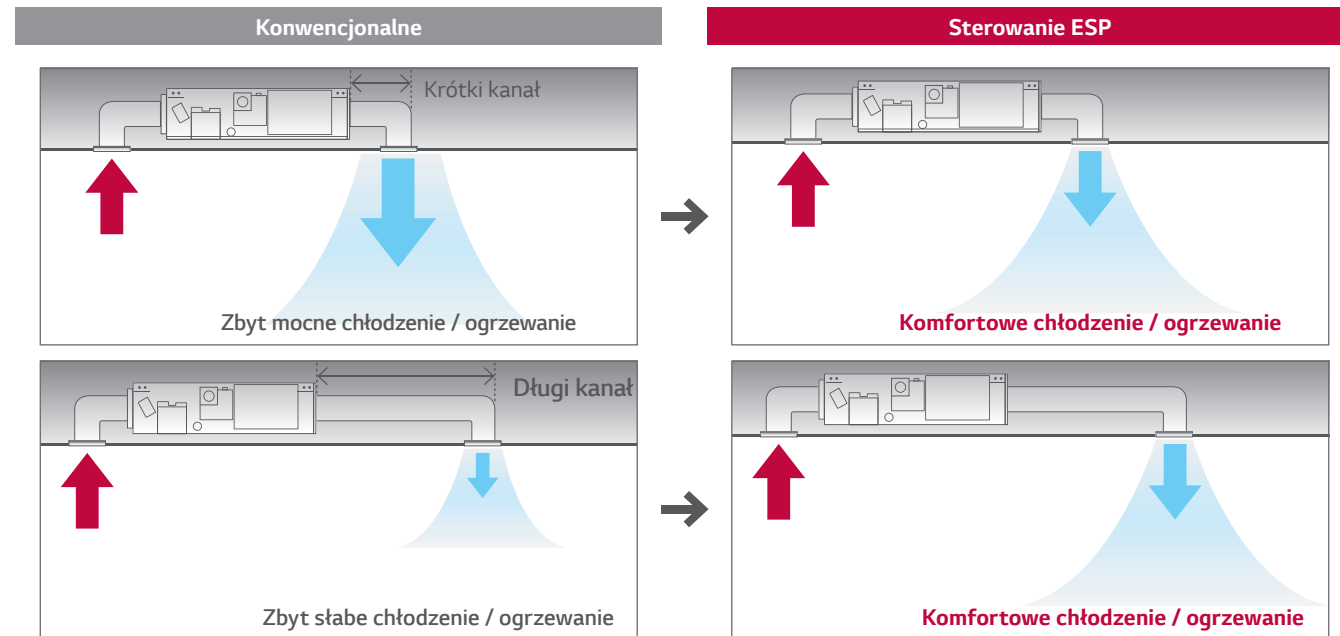 Konwencjonalne
Sterowanie ESP
Krótki kanał
Zbyt mocne chłodzenie / ogrzewanie
Komfortowe chłodzenie / ogrzewanie
Długi kanał
Zbyt słabe chłodzenie / ogrzewanie
Komfortowe chłodzenie / ogrzewanie